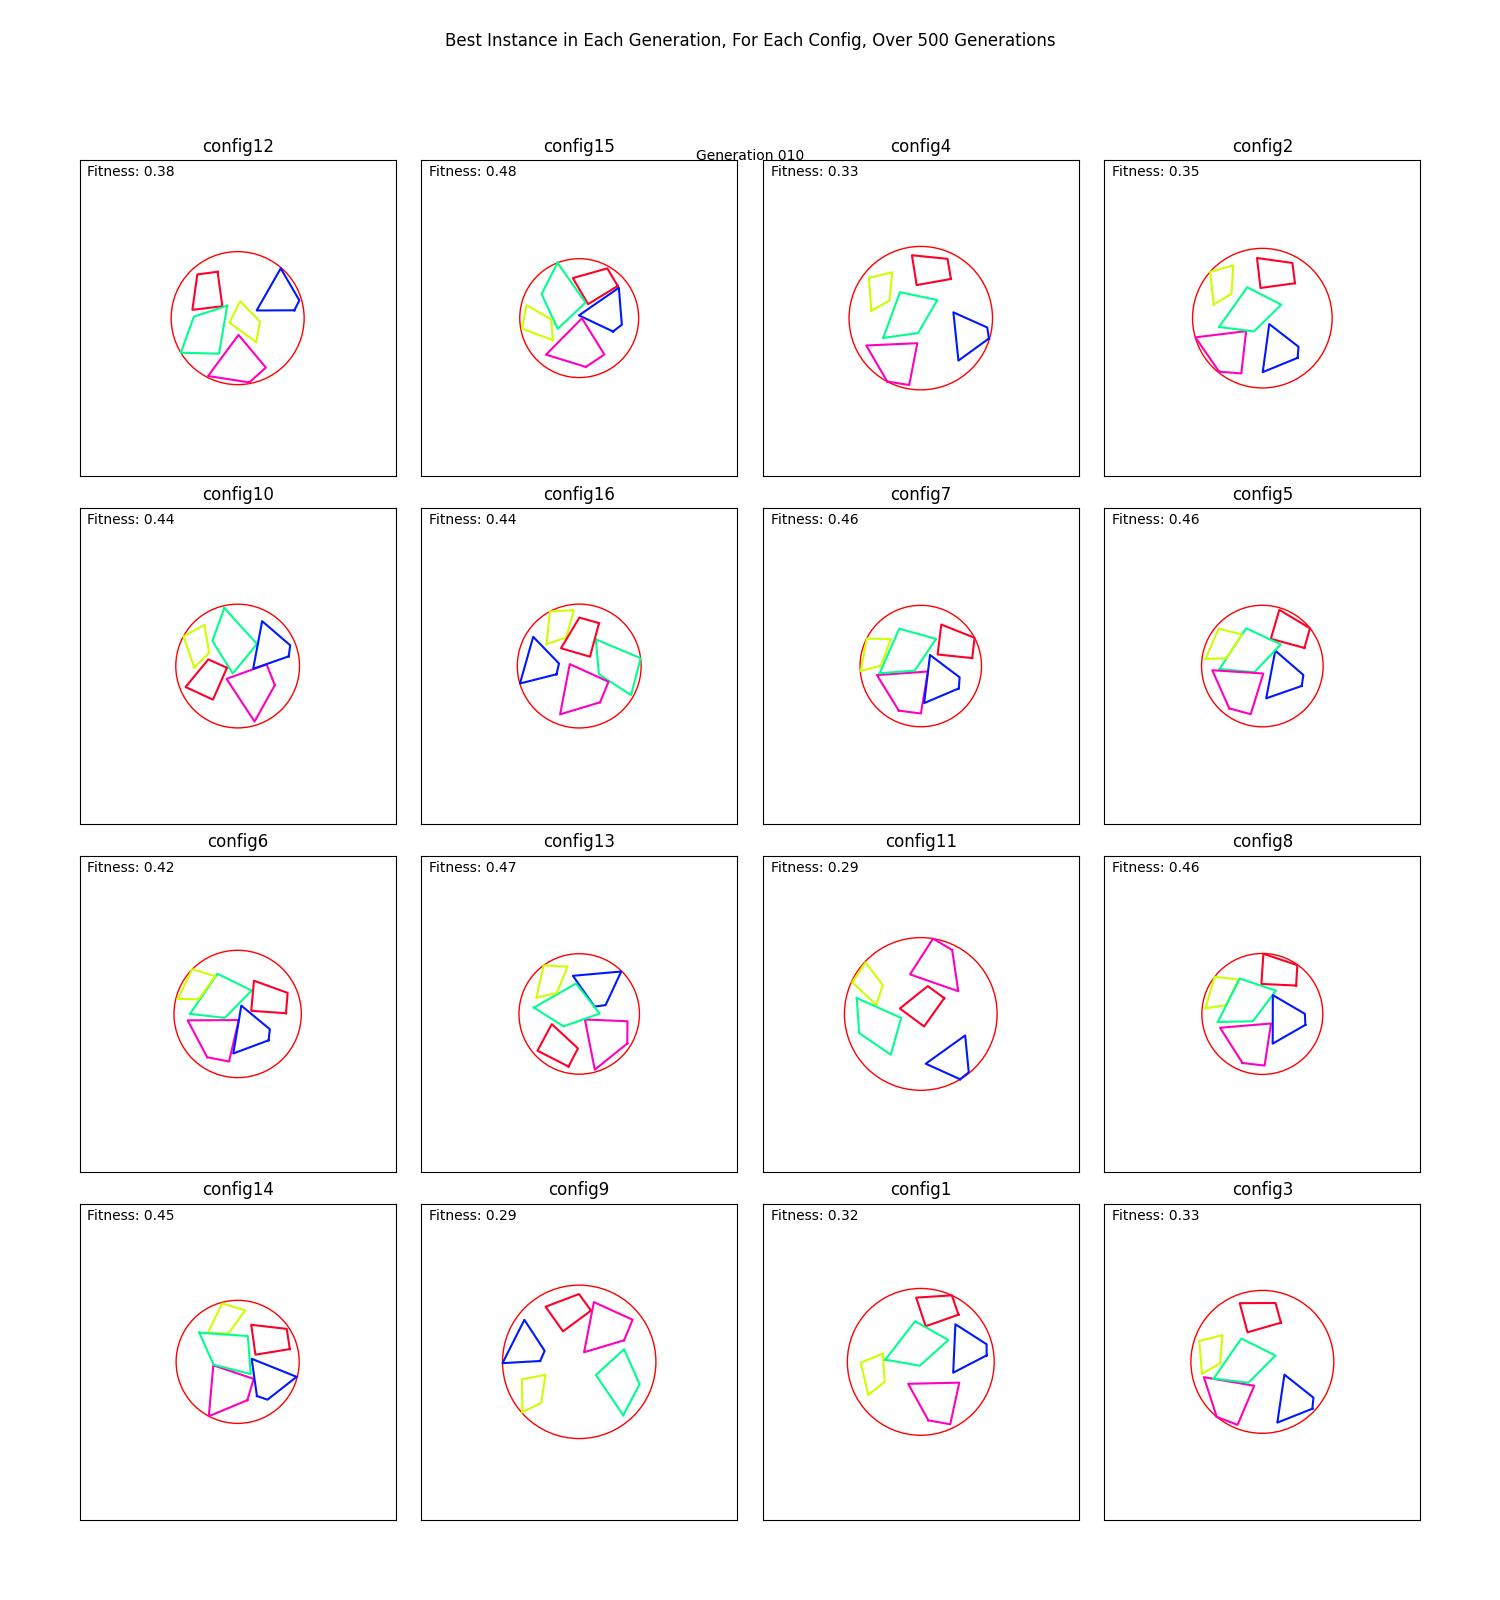 Best Instance in Each Generation, For Each Config, Over 500 Generations
Generation 010
config12
Fitness: 0.38
config15
Fitness: 0.48
config4
Fitness: 0.33
config2
Fitness: 0.35
config10
Fitness: 0.44
config16
Fitness: 0.44
config7
Fitness: 0.46
config5
Fitness: 0.46
config6
Fitness: 0.42
config13
Fitness: 0.47
config11
Fitness: 0.29
config8
Fitness: 0.46
config14
Fitness: 0.45
config9
Fitness: 0.29
config1
Fitness: 0.32
config3
Fitness: 0.33